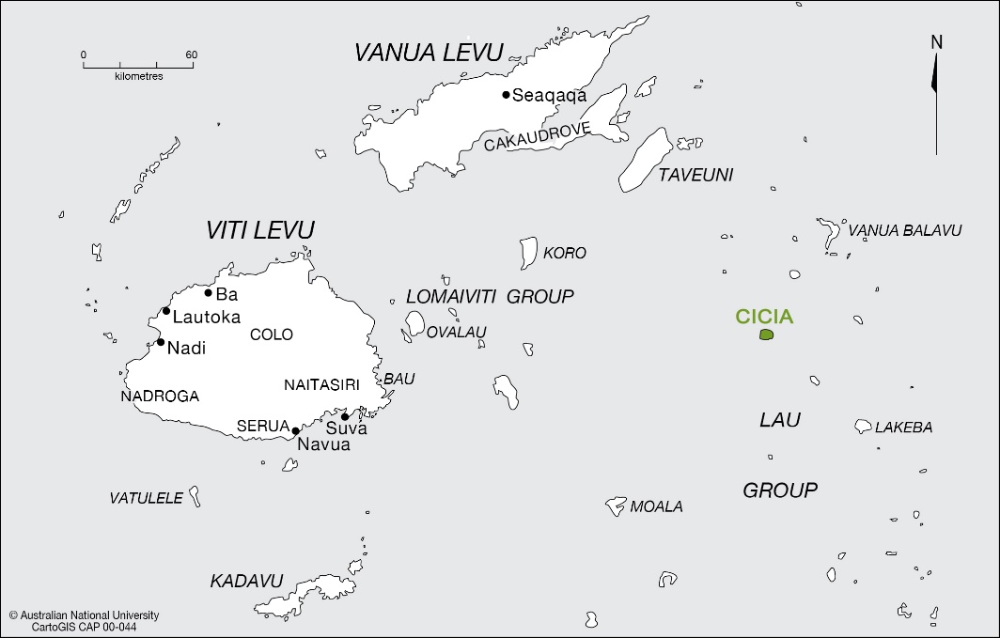 VANUA LEVU
N
0 60
kilometres
Seaqaqa
CAKAUDROVE
TAVEUNI
VITI LEVU
VANUA BALAVU
KORO
Ba
LOMAIVITI GROUP
Lautoka
CICIA
COLO
OVALAU
Nadi
BAU
NAITASIRI
NADROGA
LAU
SERUA
Suva
LAKEBA
Navua
GROUP
VATULELE
MOALA
KADAVU
© Australian National University
CartoGIS CAP 00-044